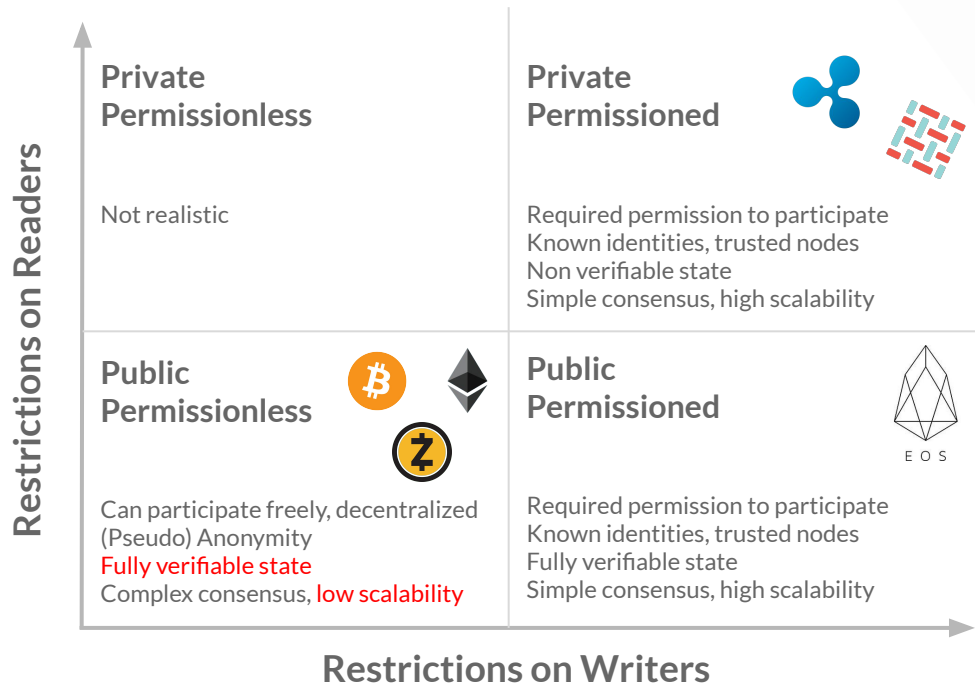 Restrictions on Readers
Private
Permissionless
Not realistic
Private
Permissioned
Required permission to participate
Known identities, trusted nodes
Non verifiable state
Simple consensus, high scalability
Public
Permissionless
Can participate freely, decentralized
(Pseudo) Anonymity
Fully verifiable state
Complex consensus, low scalability
Public
Permissioned
EOS
Required permission to participate
Known identities, trusted nodes
Fully verifiable state
Simple consensus, high scalability
Restrictions on Writers